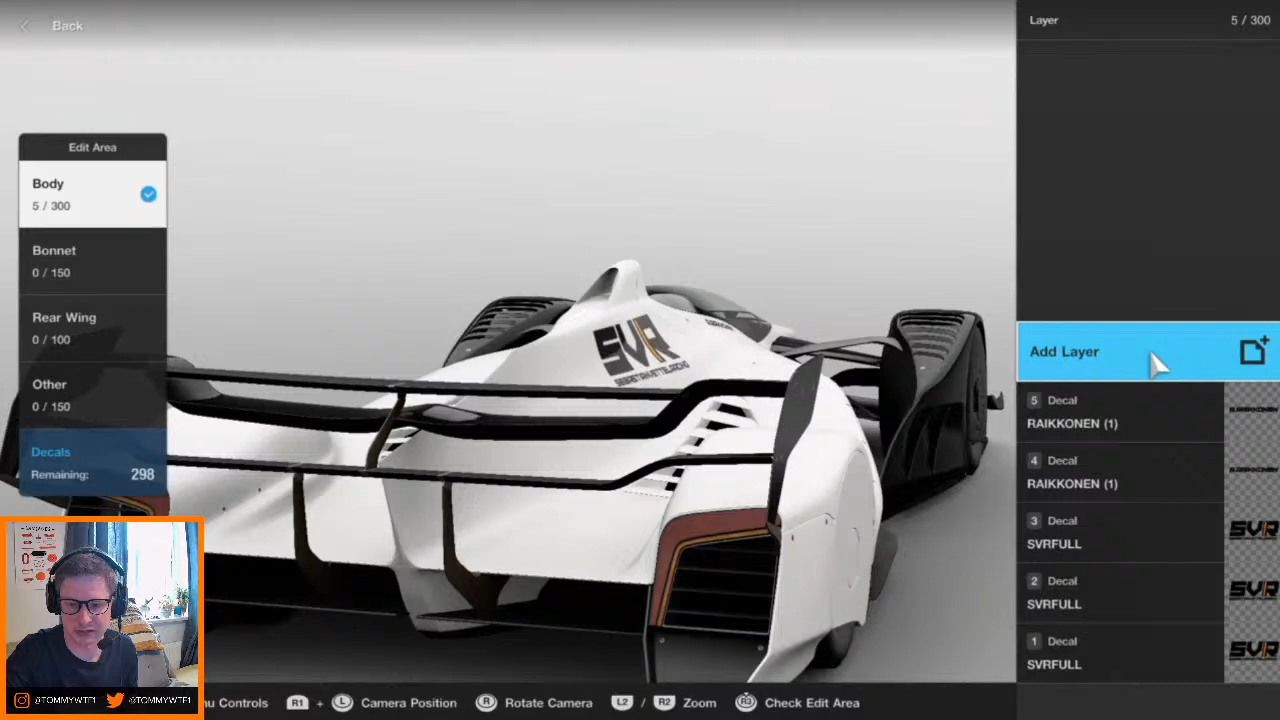 Back
Layer 5 / 300
Edit Area
Body
5 / 300
Bonnet
0 / 150
Rear Wing
0 / 100
Other
0 / 150
Decals
Remaining: 298
SVR
Add Layer
5 Decal
RAIKKONEN (1)
4 Decal
RAIKKONEN (1)
3 Decal
SVRFULL
2 Decal
SVRFULL
1 Decal
SVRFULL
SVR
SVR
SVR
@TOMMYWTF1 @TOMMYWTF1
nu Controls R1 + L Camera Position R Rotate Camera L2 / R2 Zoom R3 Check Edit Area